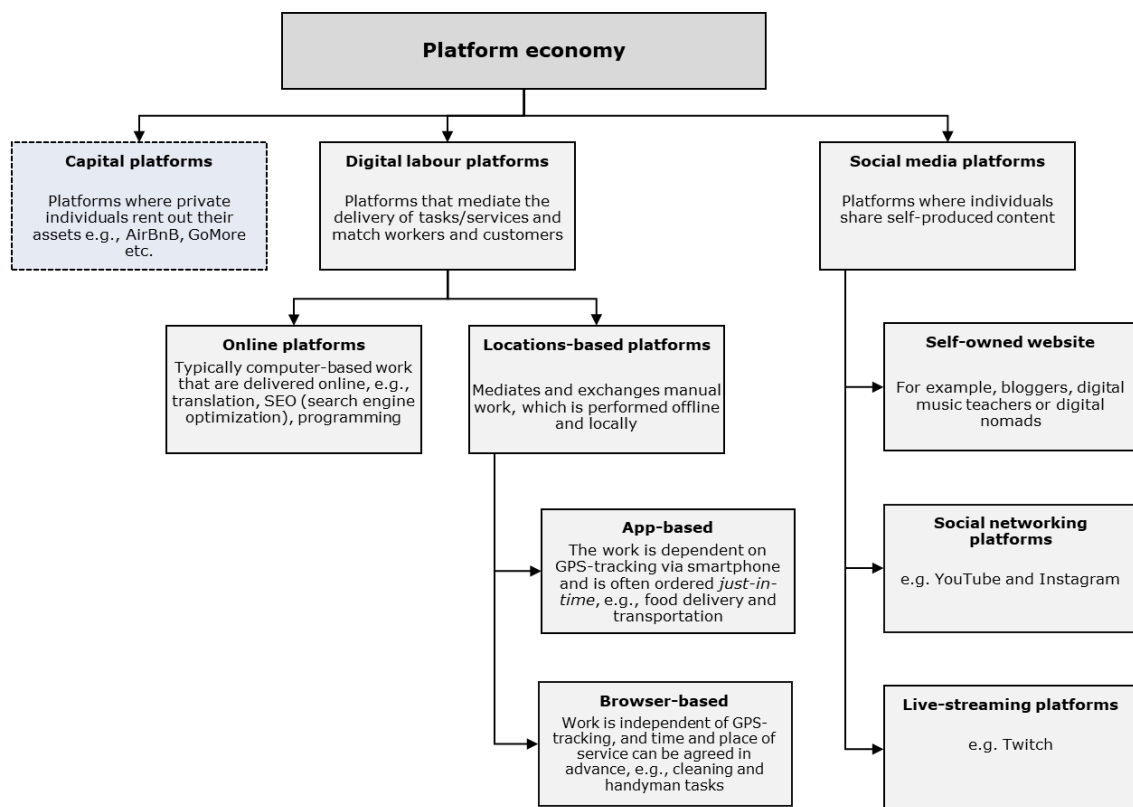 Platform economy
Capital platforms
Platforms where private
individuals rent out their
assets e.g., AirBnB, GoMore
etc.
Digital labour platforms
Platforms that mediate the
delivery of tasks/services and
match workers and customers
Social media platforms
Platforms where individuals
share self-produced content
Online platforms
Typically computer-based work
that are delivered online, e.g.,
translation, SEO (search engine
optimization), programming
Locations-based platforms
Mediates and exchanges manual
work, which is performed offline
and locally
Self-owned website
For example, bloggers, digital
music teachers or digital
nomads
App-based
The work is dependent on
GPS-tracking via smartphone
and is often ordered just-in-
time, e.g., food delivery and
transportation
Social networking
platforms
e.g. YouTube and Instagram
Browser-based
Work is independent of GPS-
tracking, and time and place of
service can be agreed in
advance, e.g., cleaning and
handyman tasks
Live-streaming platforms
e.g. Twitch